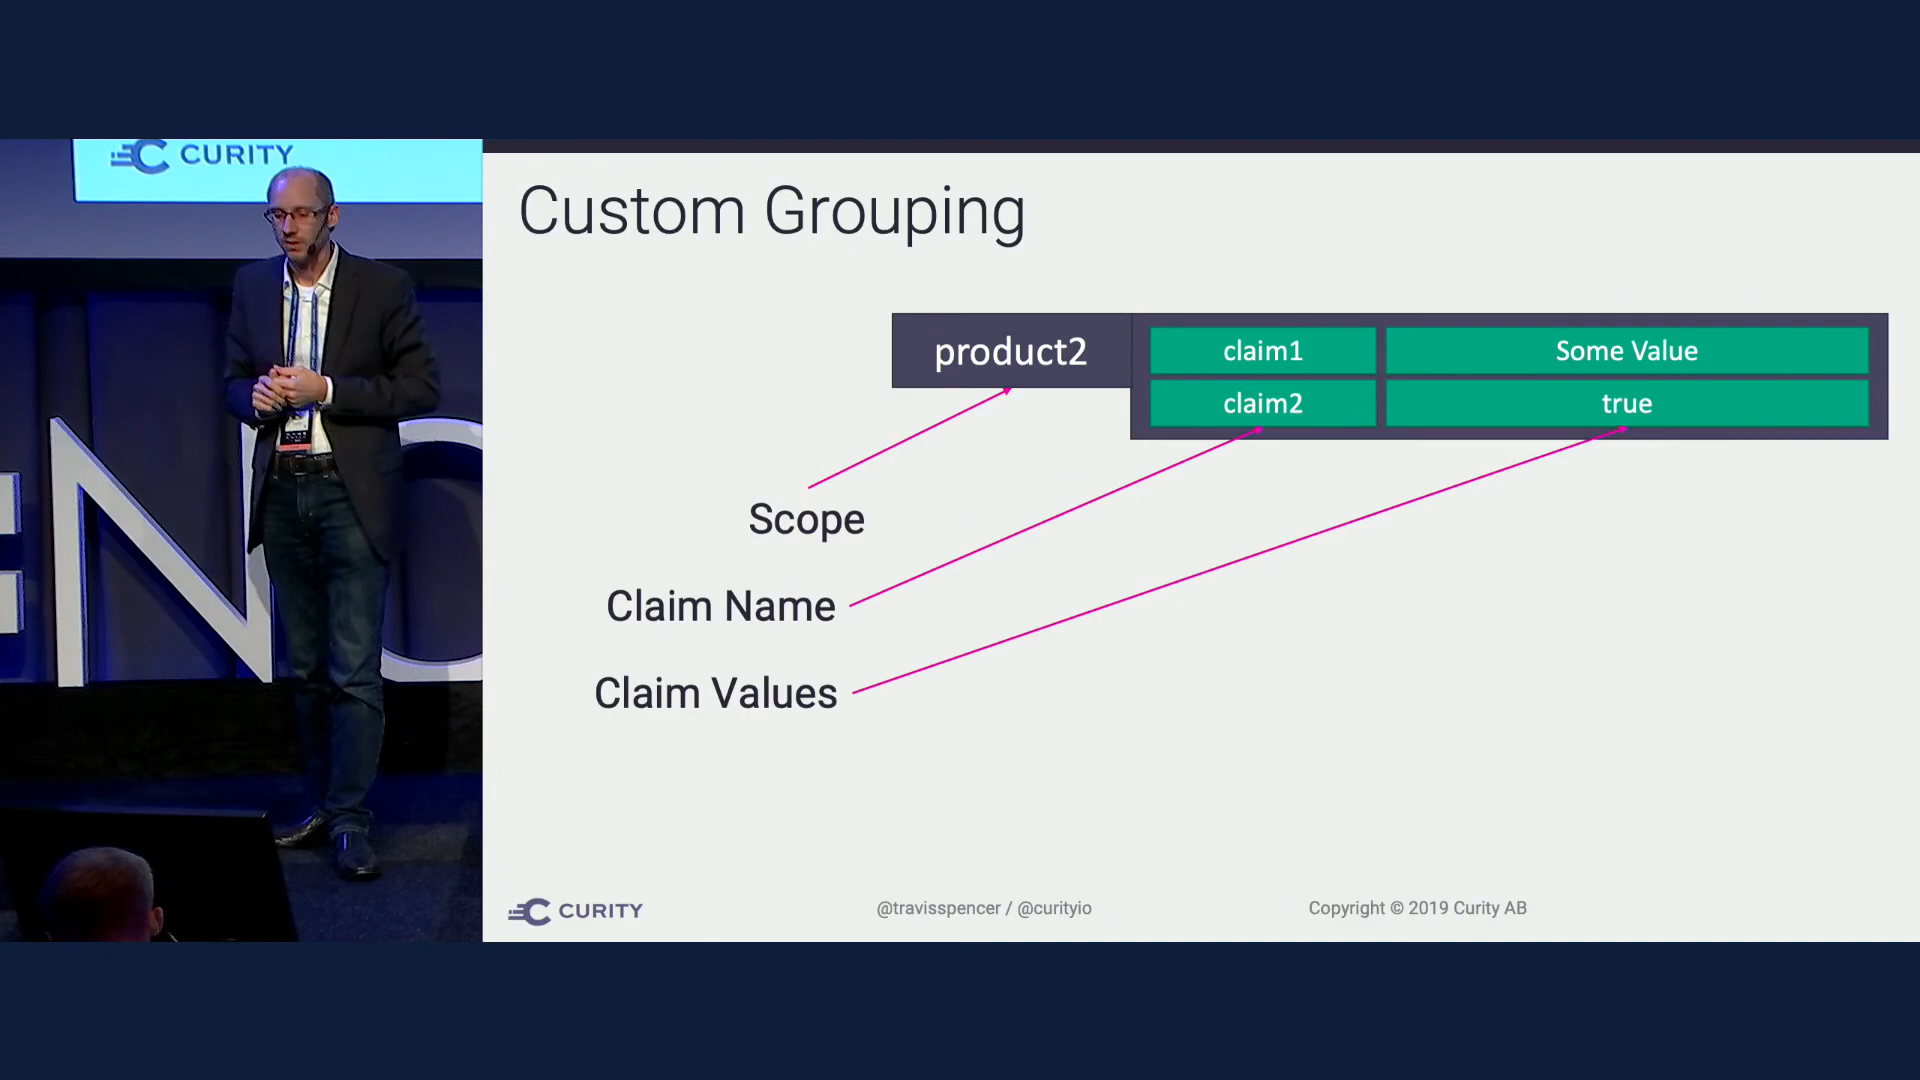 CURITY
Custom Grouping
product2
claim1
Some Value
claim2
true
Scope
Claim Name
Claim Values
CURITY
@travisspencer / @curityio
Copyright © 2019 Curity AB